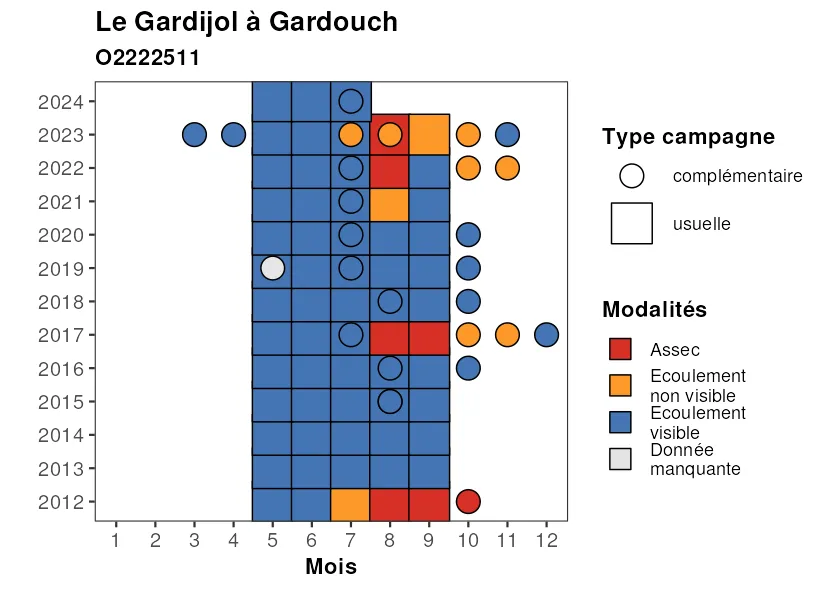 Le Gardijol à Gardouch
O2222511
2024
2023
2022
2021
2020
2019
2018
2017
2016
2015
2014
2013
2012
1 2 3 4 5 6 7 8 9 10 11 12
Mois
Type campagne
complémentaire
usuelle
Modalités
Assec
Ecoulement
non visible
Ecoulement
visible
Donnée
manquante